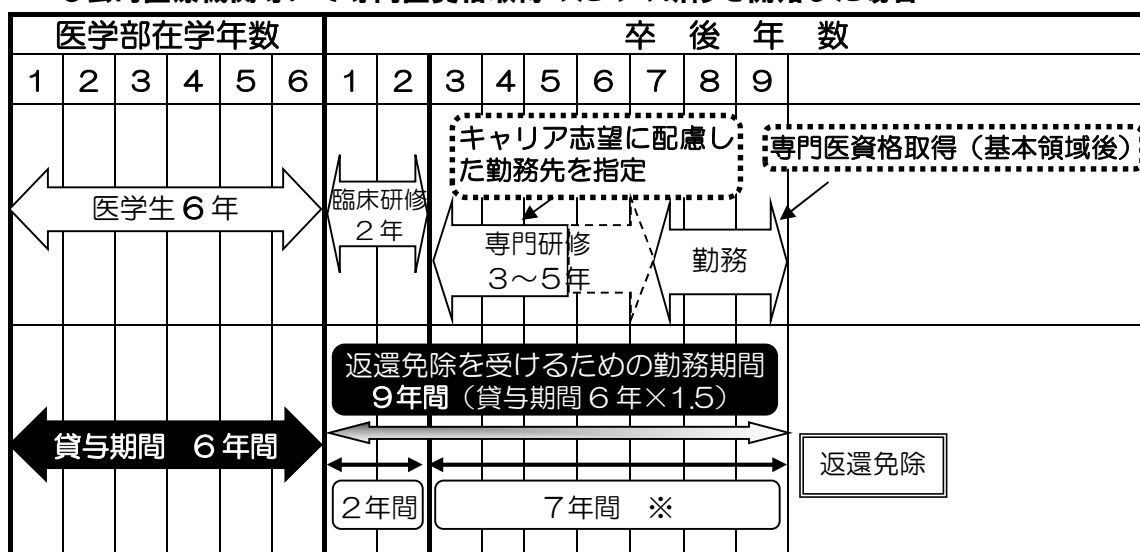 医学部在学年数
卒後年数
1 2 3 4 5 6 1 2 3 4 5 6 7 8 9
キャリア志望に配慮し
た勤務先を指定
専門医資格取得（基本領域後）
医学生６年
臨床研修
２年
専門研修
３～５年
勤務
返還免除を受けるための勤務期間
９年間（貸与期間６年×1.5）
貸与期間　６年間
返還免除
２年間
７年間　※